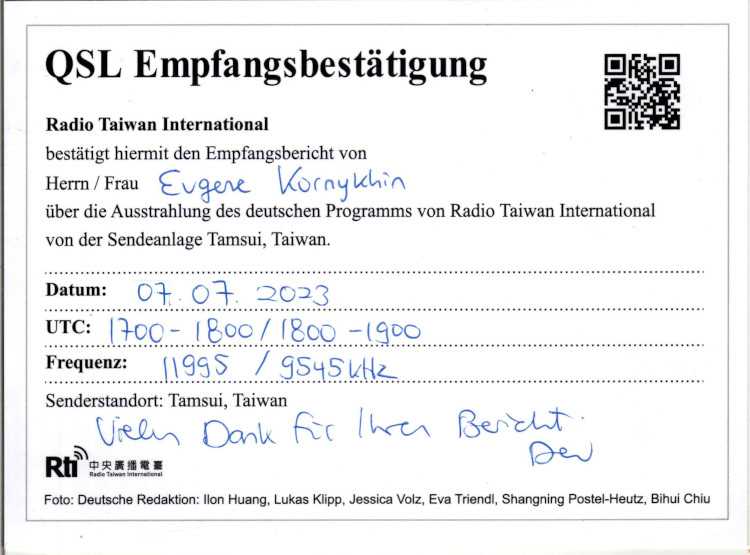 QSL Empfangsbestätigung
Radio Taiwan International
bestätigt hiermit den Empfangsbericht von
Herrn / Frau Evgene Kornykhin
über die Ausstrahlung des deutschen Programms von Radio Taiwan International
von der Sendeanlage Tamsui, Taiwan.
Datum: 07.07.2023
UTC: 1700-1800/1800-1900
Frequenz: 11995 / 9545 kHz
Senderstandort: Tamsui, Taiwan
Vielen Dank für Ihren Bericht.
Rti 中央廣播電臺
Radio Taiwan International
Foto: Deutsche Redaktion: Ilon Huang, Lukas Klipp, Jessica Volz, Eva Triendl, Shangning Postel-Heutz, Bihui Chiu